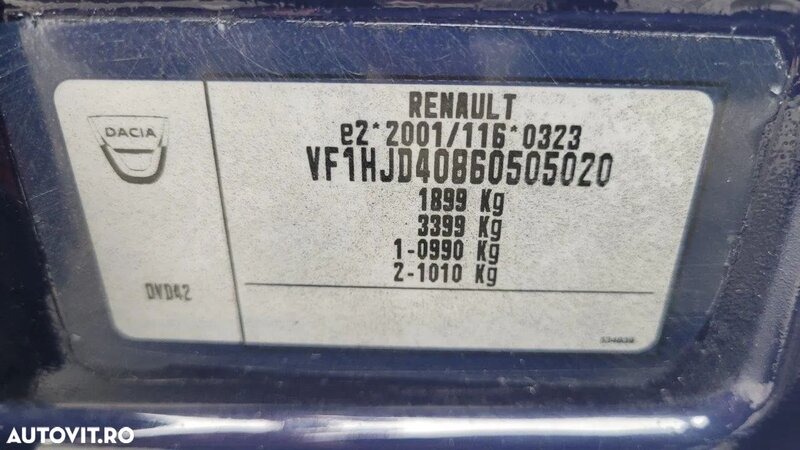 DACIA
RENAULT
e2*2001/116*0323
VF1HJD40860505020
1899 Kg
3399 Kg
1-0990 Kg
2-1010 Kg
DVD42
AUTOVIT.RO